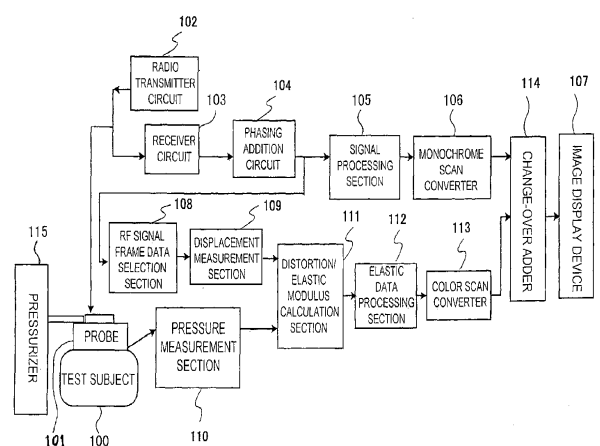 102
RADIO
TRANSMITTER
CIRCUIT
103
RECEIVER
CIRCUIT
104
PHASING
ADDITION
CIRCUIT
105
SIGNAL
PROCESSING
SECTION
106
MONOCHROME
SCAN
CONVERTER
114
CHANGE-OVER ADDER
107
IMAGE DISPLAY DEVICE
108
RF SIGNAL
FRAME DATA
SELECTION SECTION
109
DISPLACEMENT
MEASUREMENT
SECTION
111
DISTORTION/
ELASTIC
MODULUS
CALCULATION
SECTION
112
ELASTIC
DATA
PROCESSING
SECTION
113
COLOR SCAN
CONVERTER
115
PRESSURIZER
PROBE
TEST SUBJECT
101
100
PRESSURE
MEASUREMENT
SECTION
110